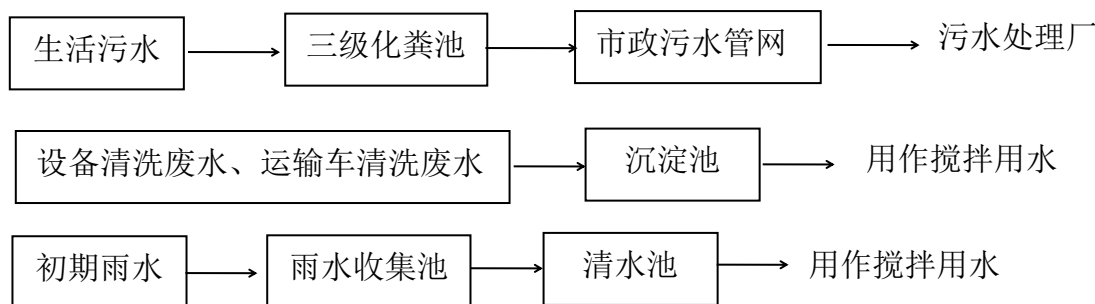 生活污水 三级化粪池 市政污水管网 污水处理厂
设备清洗废水、运输车清洗废水 沉淀池 用作搅拌用水
初期雨水 雨水收集池 清水池 用作搅拌用水